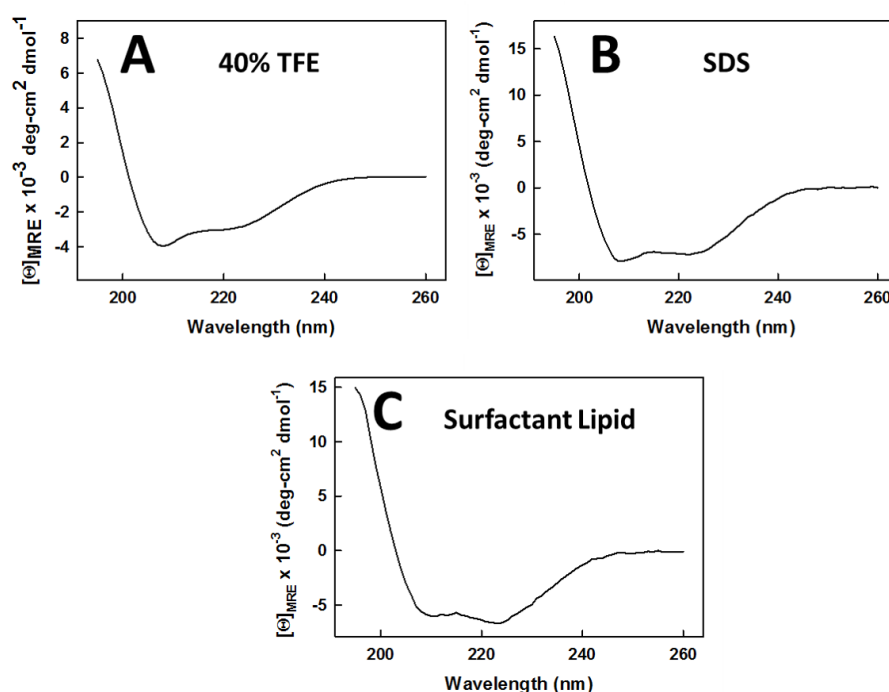 A
40% TFE
[Θ]MRE x 10⁻³ deg-cm² dmol⁻¹
8
6
4
2
0
-2
-4
200 220 240 260
Wavelength (nm)
B
SDS
[Θ]MRE x 10⁻³ (deg-cm² dmol⁻¹)
15
10
5
0
-5
200 220 240 260
Wavelength (nm)
C
Surfactant Lipid
[Θ]MRE x 10⁻³ (deg-cm² dmol⁻¹)
15
10
5
0
-5
200 220 240 260
Wavelength (nm)